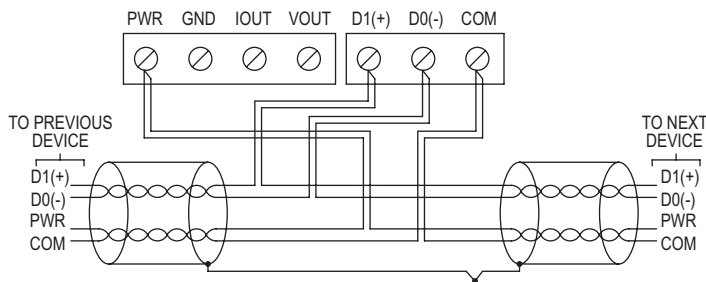 PWR GND IOUT VOUT D1(+) D0(-) COM
TO PREVIOUS
DEVICE
D1(+)
D0(-)
PWR
COM
TO NEXT
DEVICE
D1(+)
D0(-)
PWR
COM